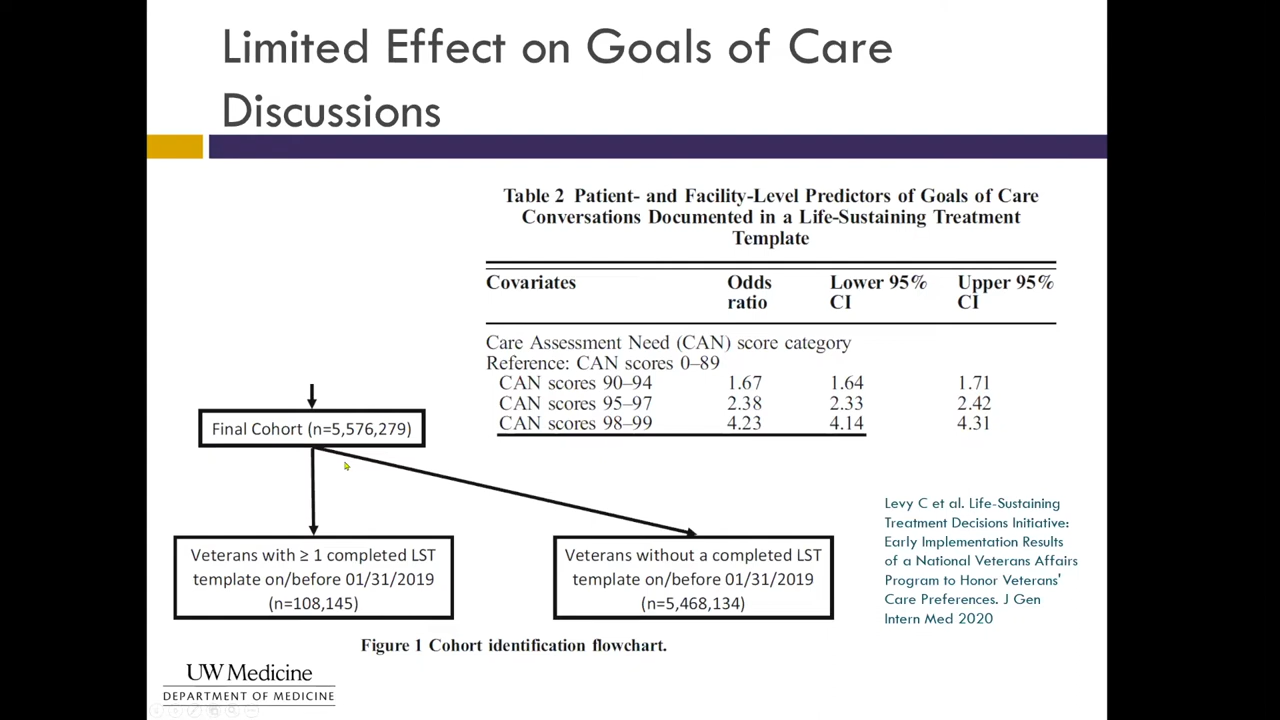 Limited Effect on Goals of Care
Discussions
Table 2 Patient- and Facility-Level Predictors of Goals of Care
Conversations Documented in a Life-Sustaining Treatment
Template
Covariates Odds ratio Lower 95% CI Upper 95% CI
Care Assessment Need (CAN) score category
Reference: CAN scores 0–89
CAN scores 90–94 1.67 1.64 1.71
CAN scores 95–97 2.38 2.33 2.42
CAN scores 98–99 4.23 4.14 4.31
Final Cohort (n=5,576,279)
Veterans with ≥ 1 completed LST
template on/before 01/31/2019
(n=108,145)
Veterans without a completed LST
template on/before 01/31/2019
(n=5,468,134)
Figure 1 Cohort identification flowchart.
Levy C et al. Life-Sustaining
Treatment Decisions Initiative:
Early Implementation Results
of a National Veterans Affairs
Program to Honor Veterans'
Care Preferences. J Gen
Intern Med 2020
UW Medicine
DEPARTMENT OF MEDICINE